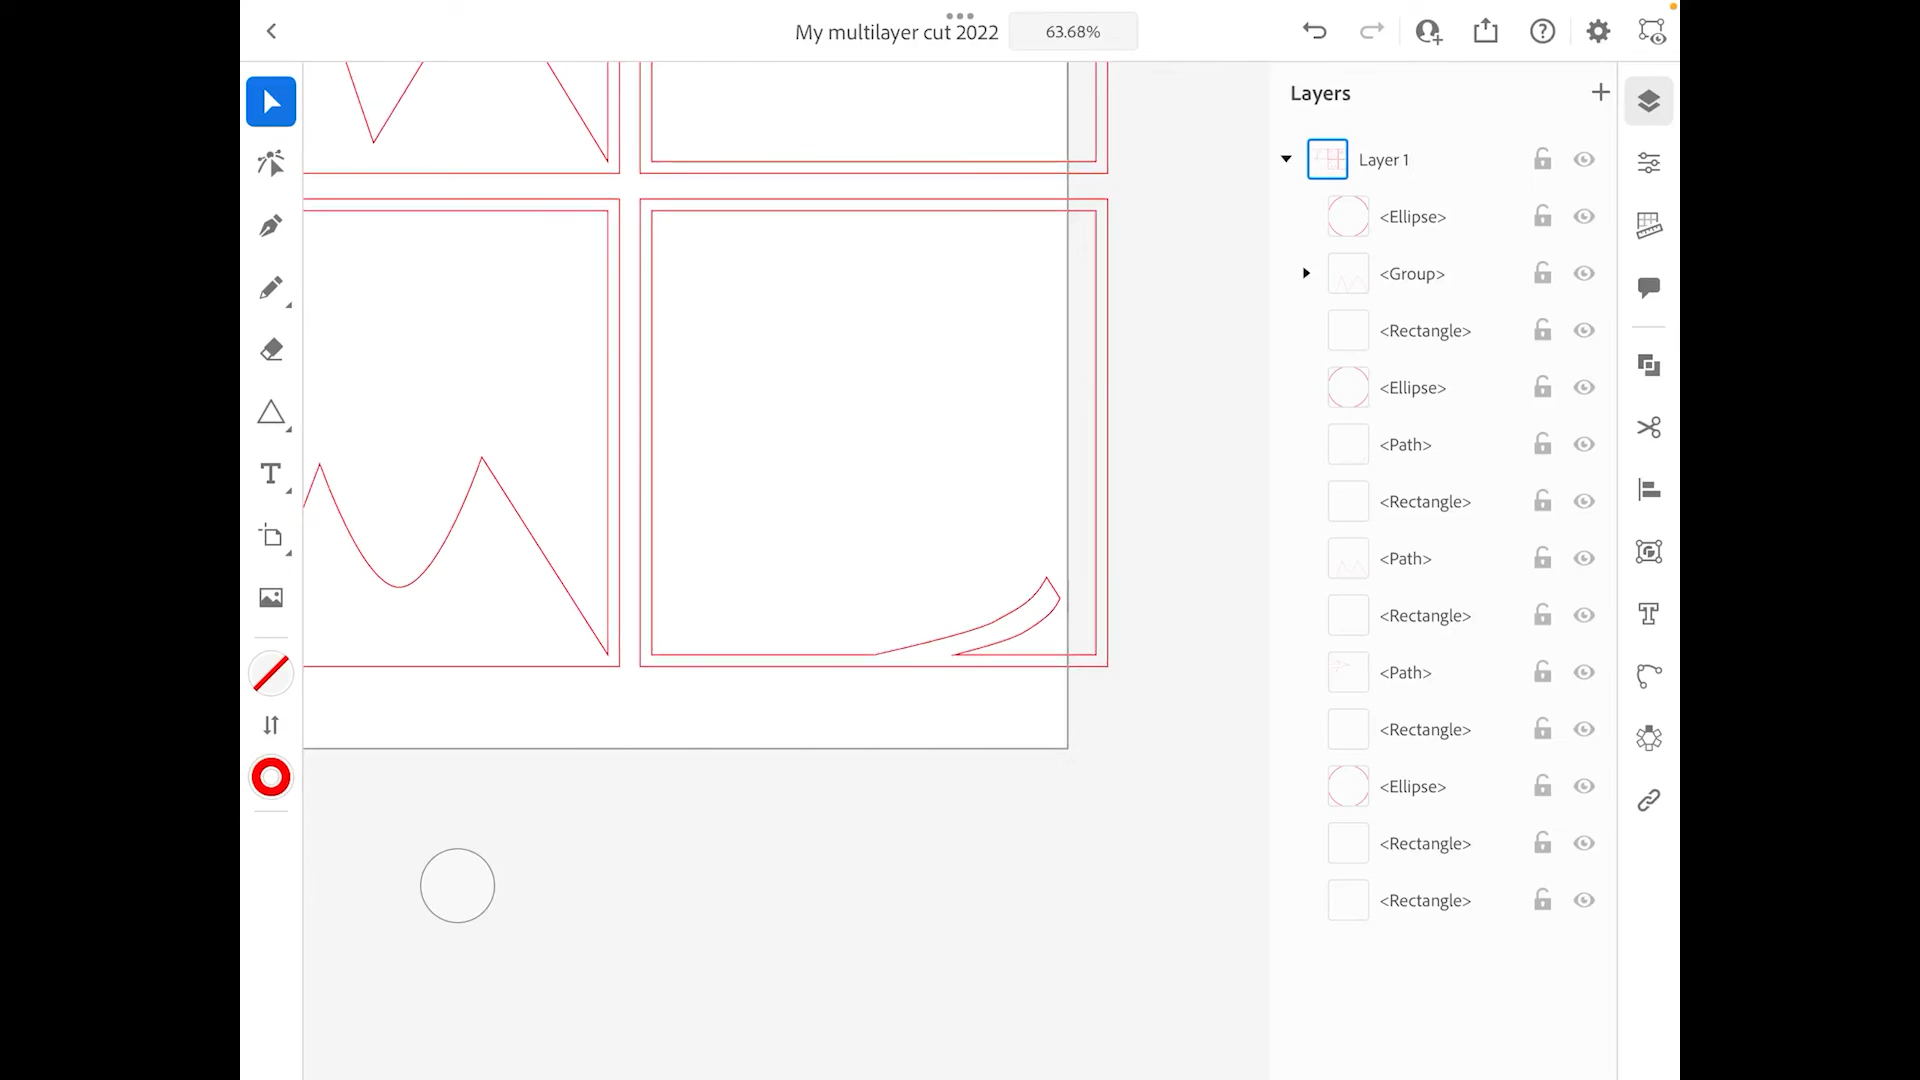 My multilayer cut 2022
63.68%
Layers
Layer 1
<Ellipse>
<Group>
<Rectangle>
<Ellipse>
<Path>
<Rectangle>
<Path>
<Rectangle>
<Path>
<Rectangle>
<Ellipse>
<Rectangle>
<Rectangle>